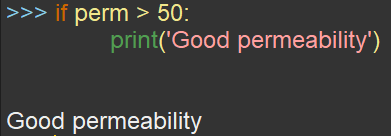 >>> if perm > 50:
print('Good permeability')
Good permeability